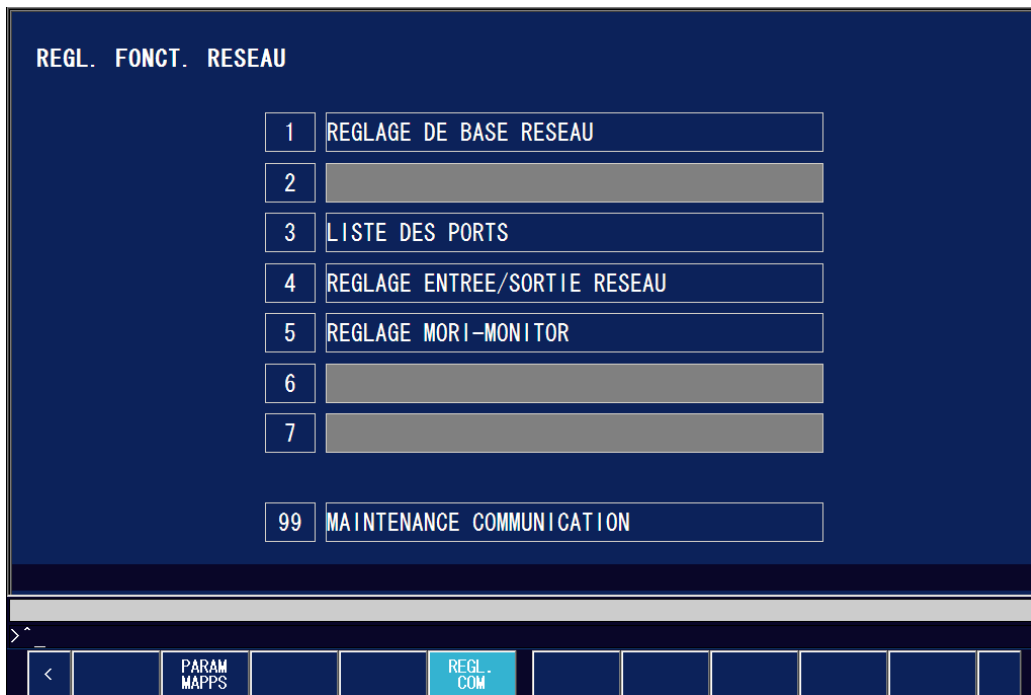 REGL. FONCT. RESEAU
1 REGLAGE DE BASE RESEAU
2
3 LISTE DES PORTS
4 REGLAGE ENTREE/SORTIE RESEAU
5 REGLAGE MORI-MONITOR
6
7
99 MAINTENANCE COMMUNICATION
>^_
< PARAM MAPPS REGL. COM